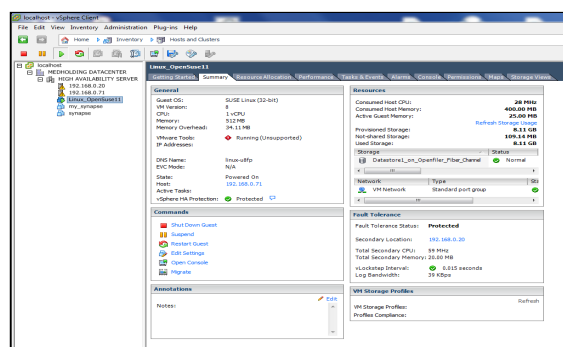 localhost - vSphere Client
File Edit View Inventory Administration Plug-ins Help
Home Inventory Hosts and Clusters
localhost
MEDHOLDING DATACENTER
HIGH AVAILABILITY SERVER
192.168.0.20
192.168.0.71
Linux_OpenSuse11
my_synapse
synapse
Linux_OpenSuse11
Getting Started Summary Resource Allocation Performance Tasks & Events Alarms Console Permissions Maps Storage Views
General
Guest OS: SUSE Linux (32-bit)
VM Version: 8
CPU: 1 vCPU
Memory: 512 MB
Memory Overhead: 34.11 MB
VMware Tools: Running (Unsupported)
IP Addresses:
DNS Name: linux-u8fp
EVC Mode: N/A
State: Powered On
Host: 192.168.0.71
Active Tasks:
vSphere HA Protection: Protected
Commands
Shut Down Guest
Suspend
Restart Guest
Edit Settings
Open Console
Migrate
Annotations
Edit
Notes:
Resources
Consumed Host CPU: 28 MHz
Consumed Host Memory: 400.00 MB
Active Guest Memory: 25.00 MB
Refresh Storage Usage
Provisioned Storage: 8.11 GB
Not-shared Storage: 109.14 MB
Used Storage: 8.11 GB
Storage Status
Datastore1_on_Openfiler_Fiber_Channel Normal
Network Type St
VM Network Standard port group
Fault Tolerance
Fault Tolerance Status: Protected
Secondary Location: 192.168.0.20
Total Secondary CPU: 59 MHz
Total Secondary Memory: 20.00 MB
vLockstep Interval: 0.015 seconds
Log Bandwidth: 39 KBps
VM Storage Profiles
Refresh
VM Storage Profiles:
Profiles Compliance: